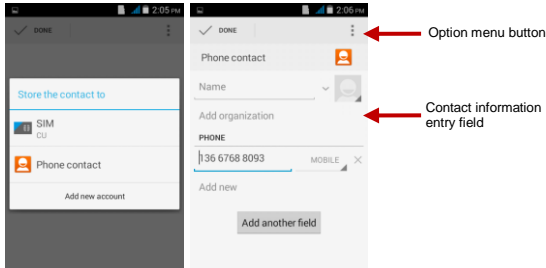 2:05 PM
DONE
Store the contact to
SIM
CU
Phone contact
Add new account
2:06 PM
DONE
Phone contact
Name
Add organization
PHONE
136 6768 8093 MOBILE
Add new
Add another field
Option menu button
Contact information
entry field